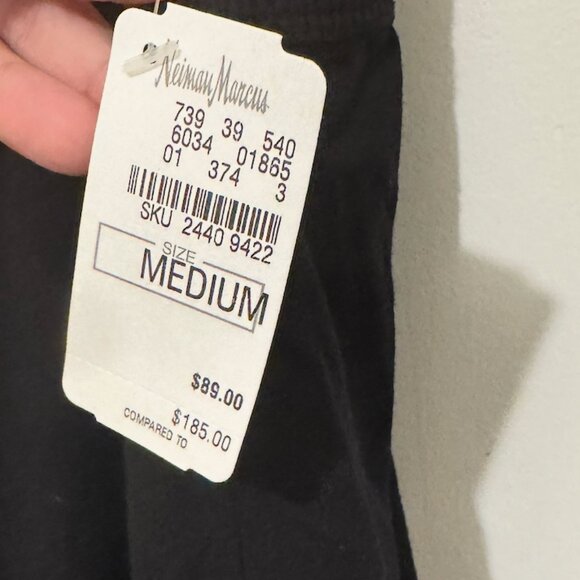 Neiman Marcus
739 39 540
6034 01865
01 374 3
SKU 2440 9422
SIZE
MEDIUM
$89.00
$185.00
COMPARED TO